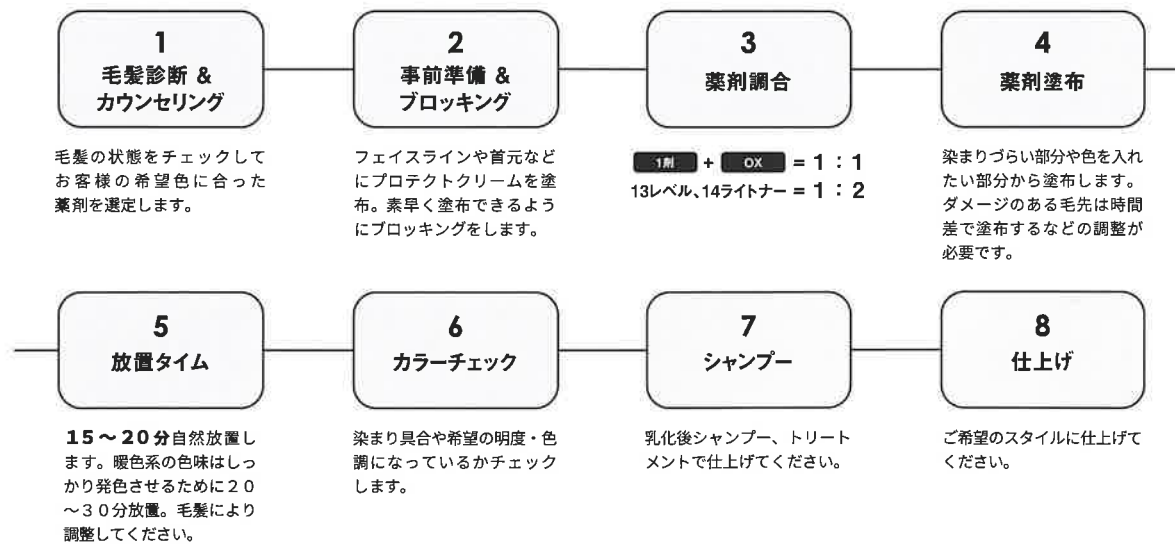 1
毛髪診断 &
カウンセリング
毛髪の状態をチェックして
お客様の希望色に合った
薬剤を選定します。
2
事前準備 &
ブロッキング
フェイスラインや首元など
にプロテクトクリームを塗
布。素早く塗布できるよう
にブロッキングをします。
3
薬剤調合
1剤 + OX = 1 : 1
13レベル、14ライトナー = 1 : 2
4
薬剤塗布
染まりづらい部分や色を入れ
たい部分から塗布します。
ダメージのある毛先は時間
差で塗布するなどの調整が
必要です。
5
放置タイム
15～20分自然放置し
ます。暖色系の色味はしっ
かり発色させるために20
～30分放置。毛髪により
調整してください。
6
カラーチェック
染まり具合や希望の明度・色
調になっているかチェック
します。
7
シャンプー
乳化後シャンプー、トリート
メントで仕上げてください。
8
仕上げ
ご希望のスタイルに仕上げて
ください。